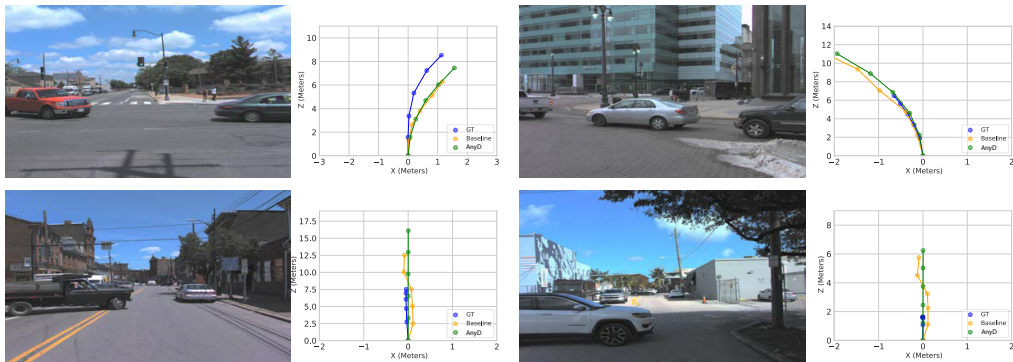 10
8
6
4
2
0
Z (Meters)
−3 −2 −1 0 1 2 3
X (Meters)
GT
Baseline
AnyD
14
12
10
8
6
4
2
0
Z (Meters)
−2 −1 0 1 2
X (Meters)
GT
Baseline
AnyD
17.5
15.0
12.5
10.0
7.5
5.0
2.5
0.0
Z (Meters)
−2 −1 0 1 2
X (Meters)
GT
Baseline
AnyD
8
6
4
2
0
Z (Meters)
−2 −1 0 1 2
X (Meters)
GT
Baseline
AnyD